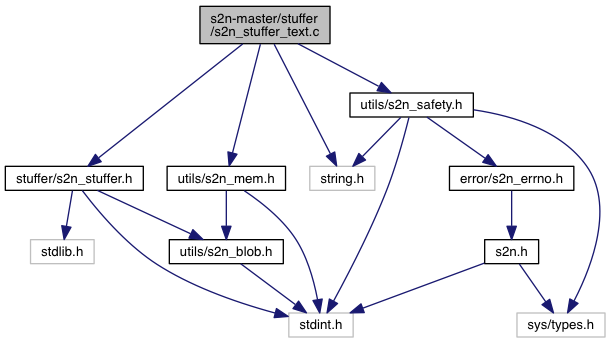 s2n-master/stuffer
/s2n_stuffer_text.c
utils/s2n_safety.h
stuffer/s2n_stuffer.h
utils/s2n_mem.h
string.h
error/s2n_errno.h
stdlib.h
utils/s2n_blob.h
s2n.h
stdint.h
sys/types.h